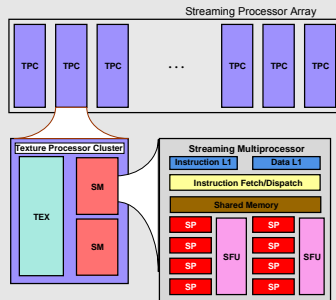 Streaming Processor Array
TPC TPC TPC ... TPC TPC TPC
Texture Processor Cluster
TEX
SM
SM
Streaming Multiprocessor
Instruction L1 Data L1
Instruction Fetch/Dispatch
Shared Memory
SP SP
SP SP
SFU SFU
SP SP
SP SP